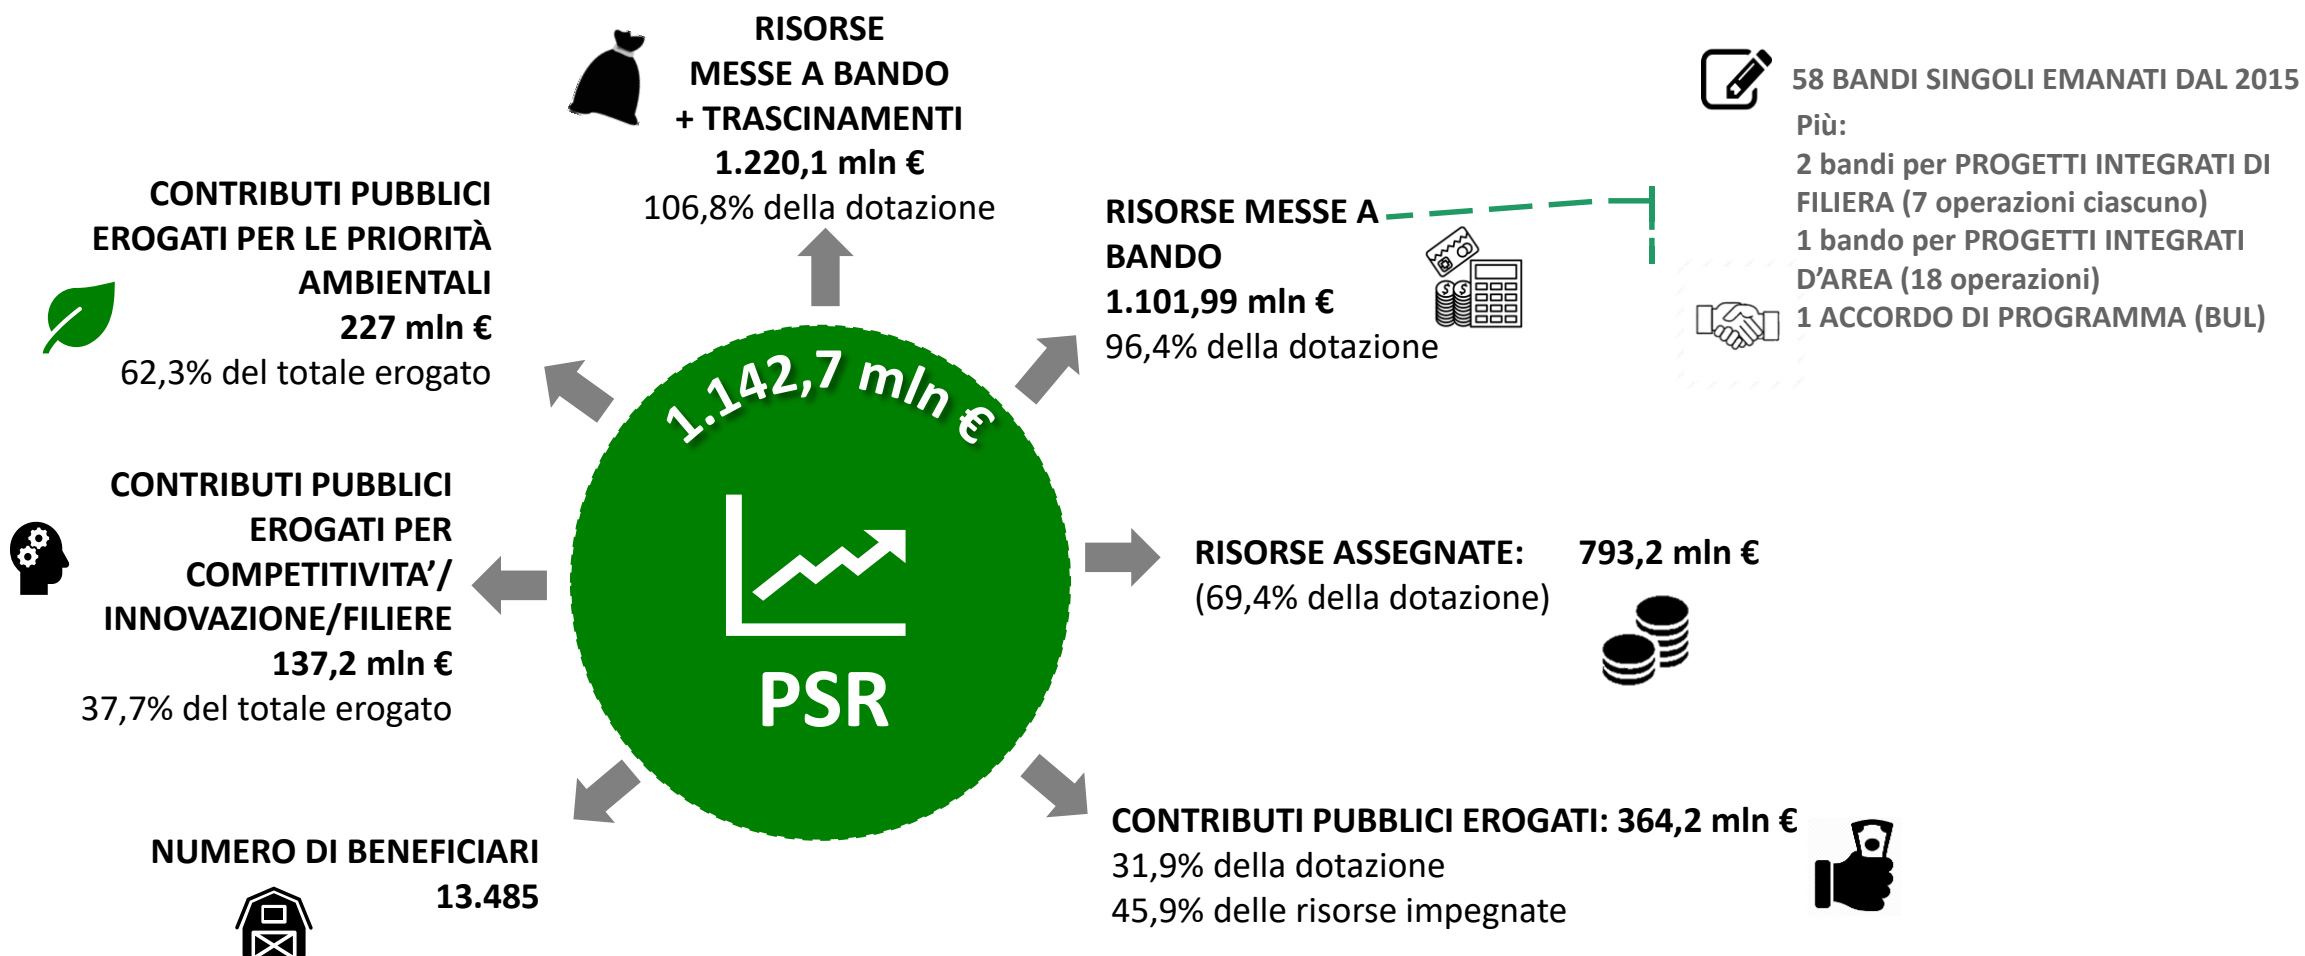 RISORSE
MESSE A BANDO
+ TRASCINAMENTI
1.220,1 mln €
106,8% della dotazione
58 BANDI SINGOLI EMANATI DAL 2015
Più:
2 bandi per PROGETTI INTEGRATI DI
FILIERA (7 operazioni ciascuno)
1 bando per PROGETTI INTEGRATI
D’AREA (18 operazioni)
1 ACCORDO DI PROGRAMMA (BUL)
CONTRIBUTI PUBBLICI
EROGATI PER LE PRIORITÀ
AMBIENTALI
227 mln €
62,3% del totale erogato
RISORSE MESSE A
BANDO
1.101,99 mln €
96,4% della dotazione
1.142,7 mln €
PSR
CONTRIBUTI PUBBLICI
EROGATI PER
COMPETITIVITA’/
INNOVAZIONE/FILIERE
137,2 mln €
37,7% del totale erogato
RISORSE ASSEGNATE: 793,2 mln €
(69,4% della dotazione)
NUMERO DI BENEFICIARI
13.485
CONTRIBUTI PUBBLICI EROGATI: 364,2 mln €
31,9% della dotazione
45,9% delle risorse impegnate